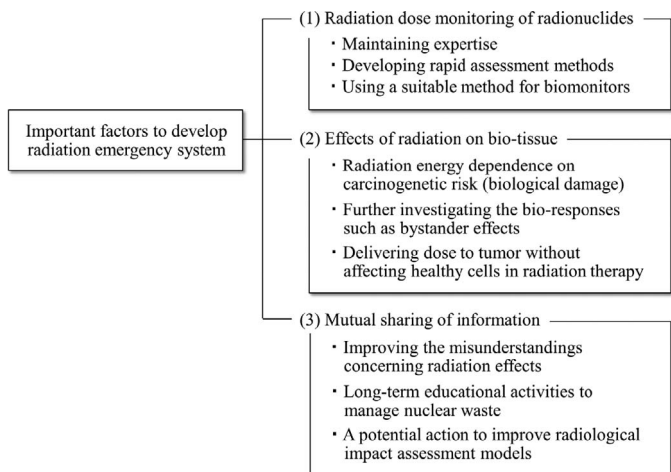 Important factors to develop
radiation emergency system
(1) Radiation dose monitoring of radionuclides
・Maintaining expertise
・Developing rapid assessment methods
・Using a suitable method for biomonitors
(2) Effects of radiation on bio-tissue
・Radiation energy dependence on
carcinogenetic risk (biological damage)
・Further investigating the bio-responses
such as bystander effects
・Delivering dose to tumor without
affecting healthy cells in radiation therapy
(3) Mutual sharing of information
・Improving the misunderstandings
concerning radiation effects
・Long-term educational activities to
manage nuclear waste
・A potential action to improve radiological
impact assessment models